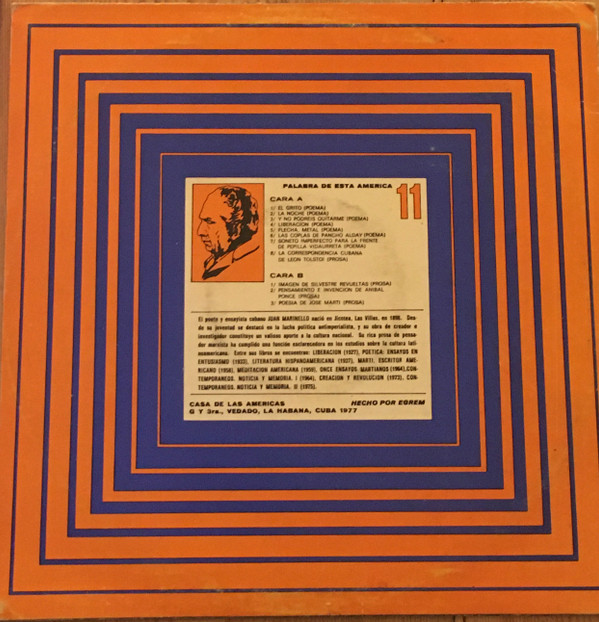 PALABRA DE ESTA AMERICA
11
CARA A
1/ EL GRITO (POEMA)
2/ LA NOCHE (POEMA)
3/ Y NO PODREIS QUITARME (POEMA)
4/ LIBERACION (POEMA)
5/ FLECHA, METAL (POEMA)
6/ LAS COPLAS DE PANCHO ALDAY (POEMA)
7/ SONETO IMPERFECTO PARA LA FRENTE
DE PEPILLA VIDAURRETA (POEMA)
8/ LA CORRESPONDENCIA CUBANA
DE LEON TOLSTOI (PROSA)
CARA B
1/ IMAGEN DE SILVESTRE REVUELTAS (PROSA)
2/ PENSAMIENTO E INVENCION DE ANIBAL
PONCE (PROSA)
3/ POESIA DE JOSE MARTI (PROSA)
El poeta y ensayista cubano JUAN MARINELLO nació en Jicotea, Las Villas, en 1898. Des-
de su juventud se destacó en la lucha política antimperialista, y su obra de creador e
investigador constituyó un valioso aporte a la cultura nacional. Su rica prosa de pensa-
dor marxista ha cumplido una función esclarecedora en los estudios sobre la cultura lati-
noamericana. Entre sus libros se encuentran: LIBERACION (1927), POETICA: ENSAYOS EN
ENTUSIASMO (1933), LITERATURA HISPANOAMERICANA (1937), MARTI, ESCRITOR AME-
RICANO (1958), MEDITACION AMERICANA (1959), ONCE ENSAYOS MARTIANOS (1964), CON-
TEMPORANEOS. NOTICIA Y MEMORIA, I (1964), CREACION Y REVOLUCION (1973), CON-
TEMPORANEOS. NOTICIA Y MEMORIA, II (1975).
CASA DE LAS AMERICAS HECHO POR EGREM
G Y 3ra., VEDADO, LA HABANA, CUBA 1977